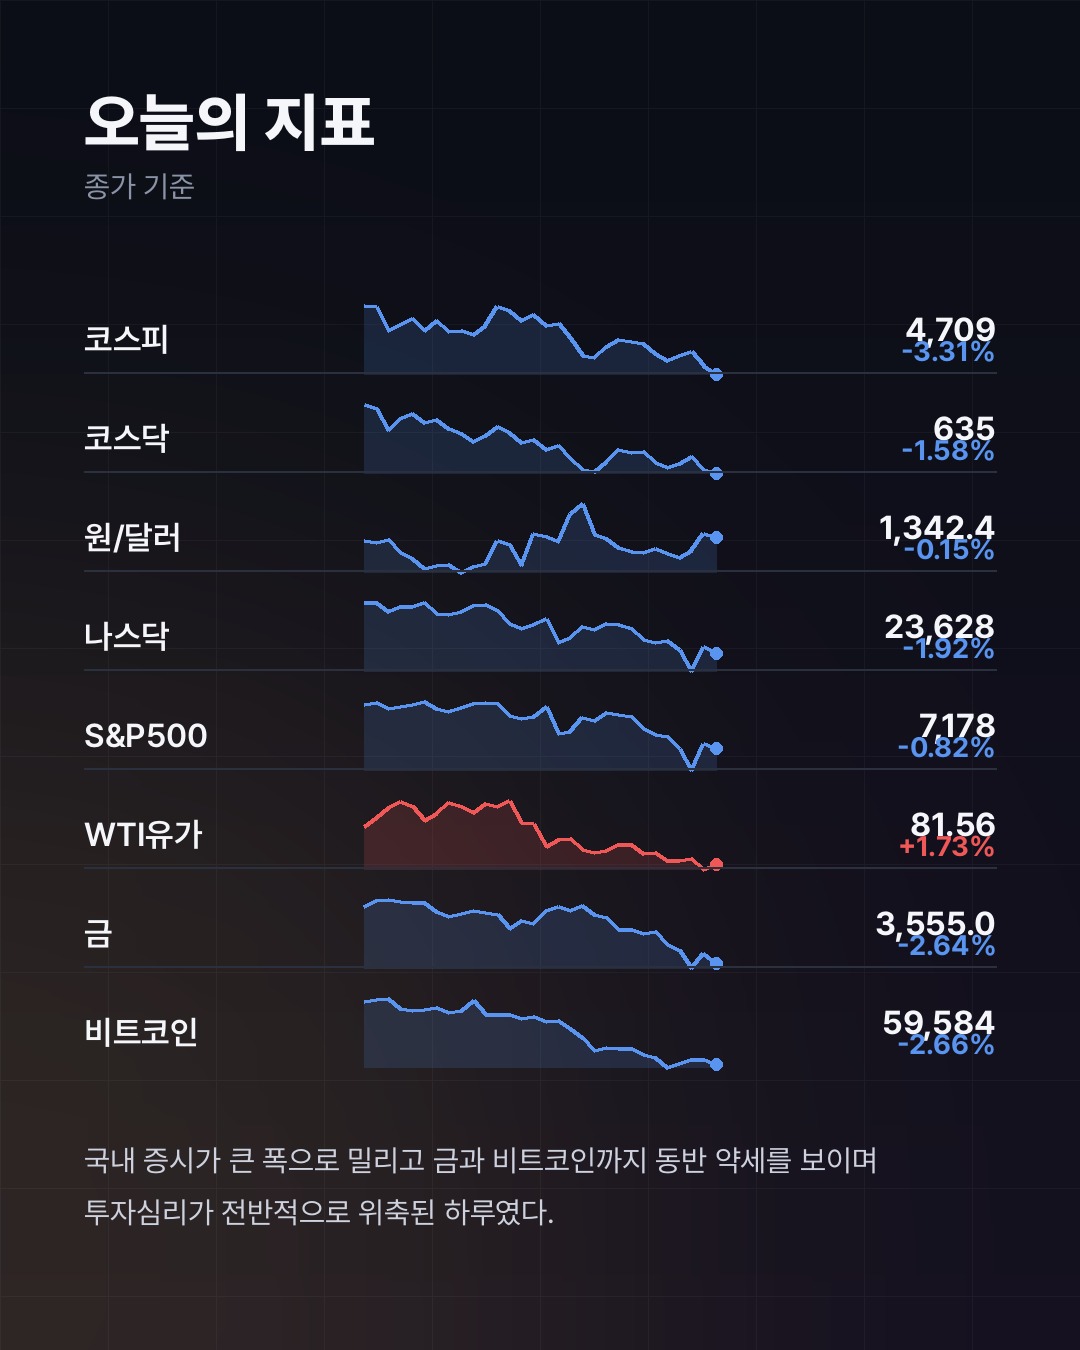 오늘의 지표
종가 기준
코스피
4,709
-3.31%
코스닥
635
-1.58%
원/달러
1,342.4
-0.15%
나스닥
23,628
-1.92%
S&P500
7,178
-0.82%
WTI유가
81.56
+1.73%
금
3,555.0
-2.64%
비트코인
59,584
-2.66%
국내 증시가 큰 폭으로 밀리고 금과 비트코인까지 동반 약세를 보이며
투자심리가 전반적으로 위축된 하루였다.